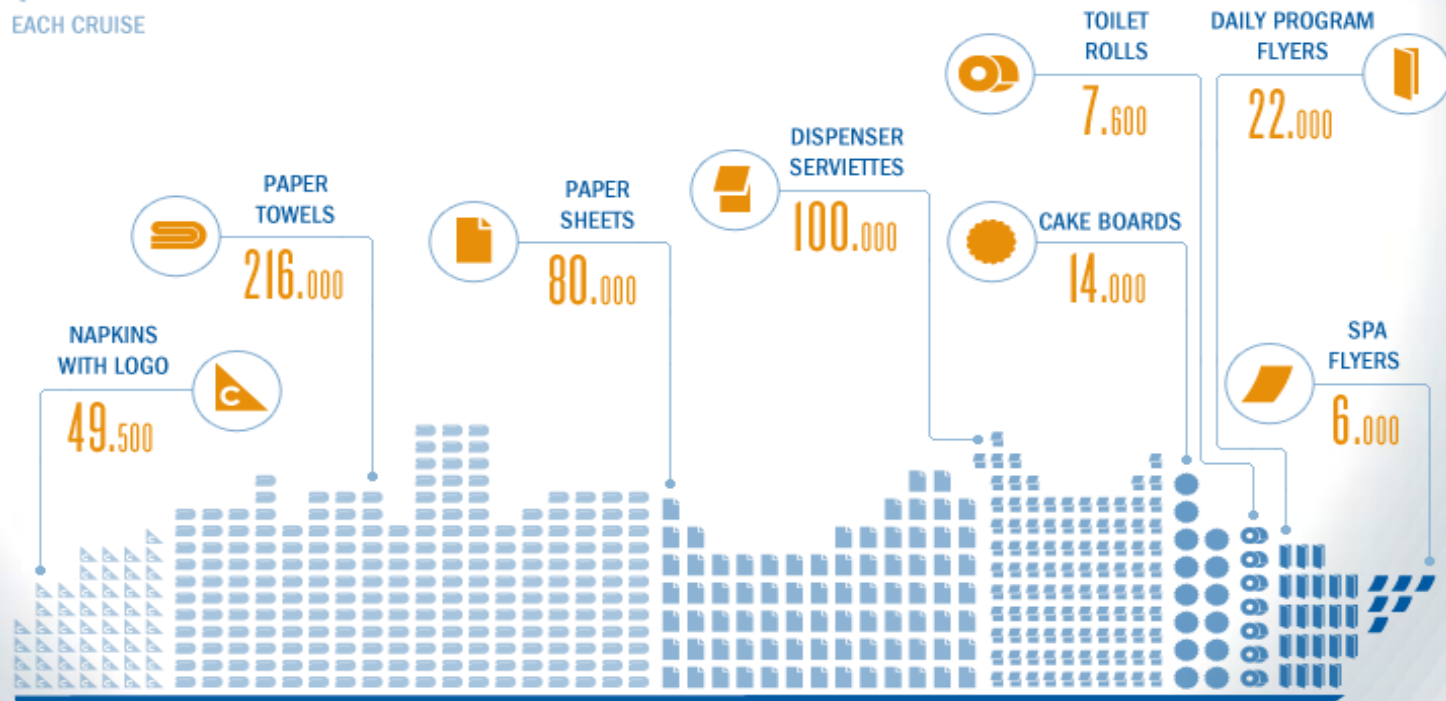 EACH CRUISE
NAPKINS
WITH LOGO
49.500
C
PAPER
TOWELS
216.000
PAPER
SHEETS
80.000
DISPENSER
SERVIETTES
100.000
TOILET
ROLLS
7.600
DAILY PROGRAM
FLYERS
22.000
CAKE BOARDS
14.000
SPA
FLYERS
6.000